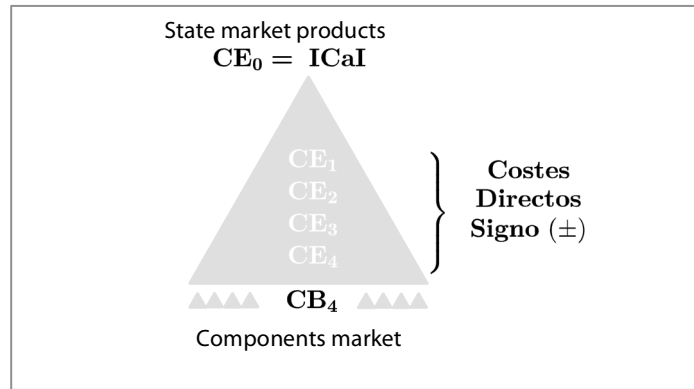 State market products
CE₀ = ICaI
CE₁
CE₂
CE₃
CE₄
Costes
Directos
Signo (±)
CB₄
Components market